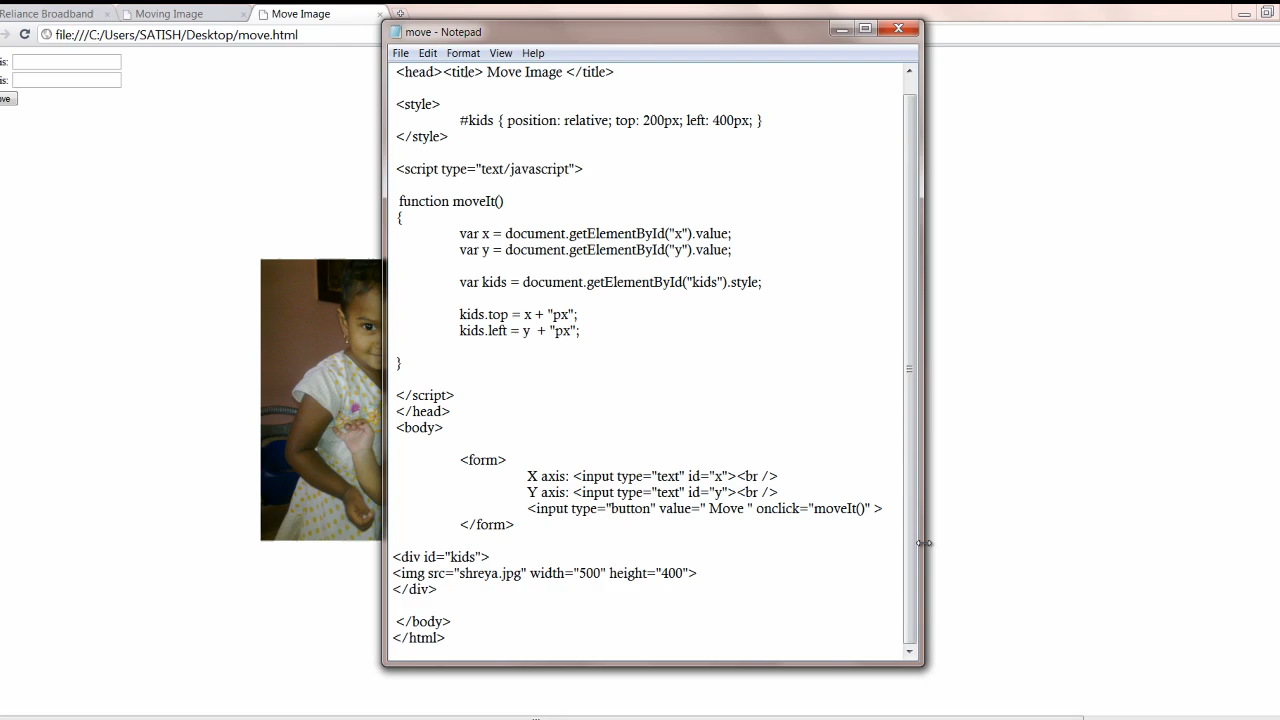 Reliance Broadband
Moving Image
Move Image
file:///C:/Users/SATISH/Desktop/move.html
is:
is:
ove
move - Notepad
File Edit Format View Help
<head><title> Move Image </title>
<style>
#kids { position: relative; top: 200px; left: 400px; }
</style>
<script type="text/javascript">
function moveIt()
{
var x = document.getElementById("x").value;
var y = document.getElementById("y").value;
var kids = document.getElementById("kids").style;
kids.top = x + "px";
kids.left = y  + "px";
}
</script>
</head>
<body>
<form>
X axis: <input type="text" id="x"><br />
Y axis: <input type="text" id="y"><br />
<input type="button" value=" Move " onclick="moveIt()" >
</form>
<div id="kids">
<img src="shreya.jpg" width="500" height="400">
</div>
</body>
</html>